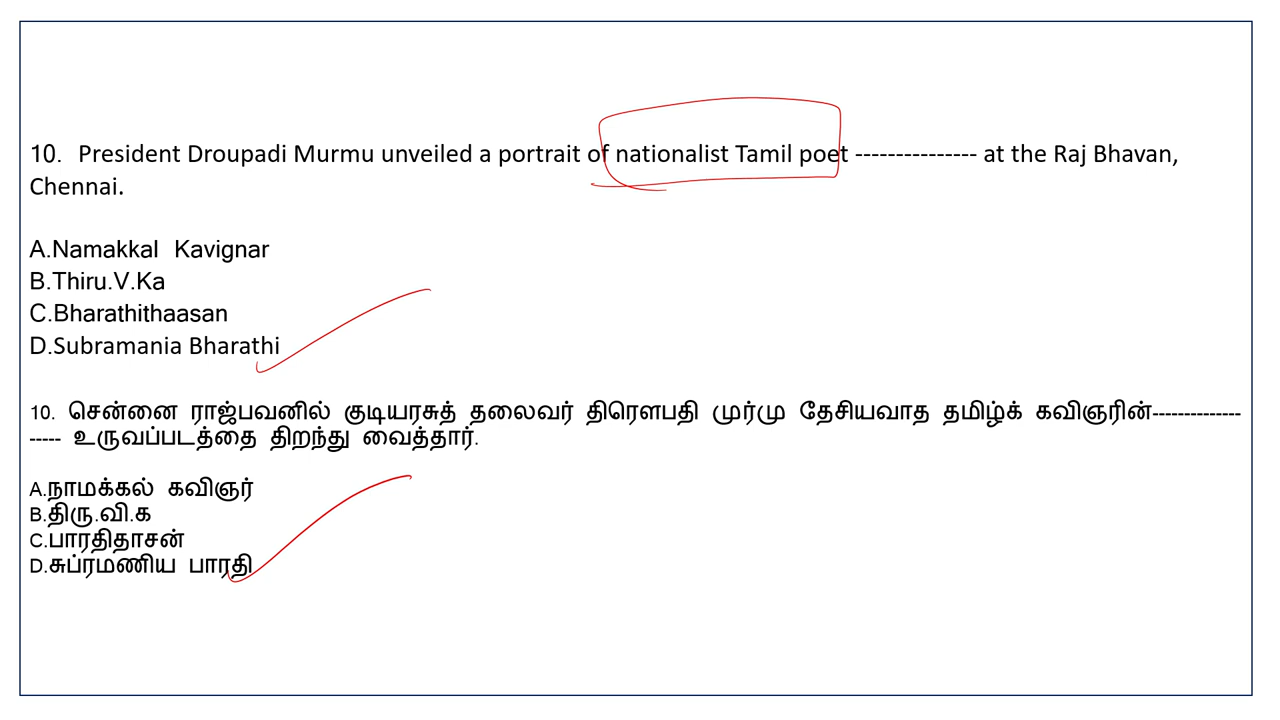 10. President Droupadi Murmu unveiled a portrait of nationalist Tamil poet --------------- at the Raj Bhavan,
Chennai.
A.Namakkal Kavignar
B.Thiru.V.Ka
C.Bharathithaasan
D.Subramania Bharathi
10. சென்னை ராஜ்பவனில் குடியரசுத் தலைவர் திரௌபதி முர்மு தேசியவாத தமிழ்க் கவிஞரின்---------------
----- உருவப்படத்தை திறந்து வைத்தார்.
A.நாமக்கல் கவிஞர்
B.திரு.வி.க
C.பாரதிதாசன்
D.சுப்ரமணிய பாரதி